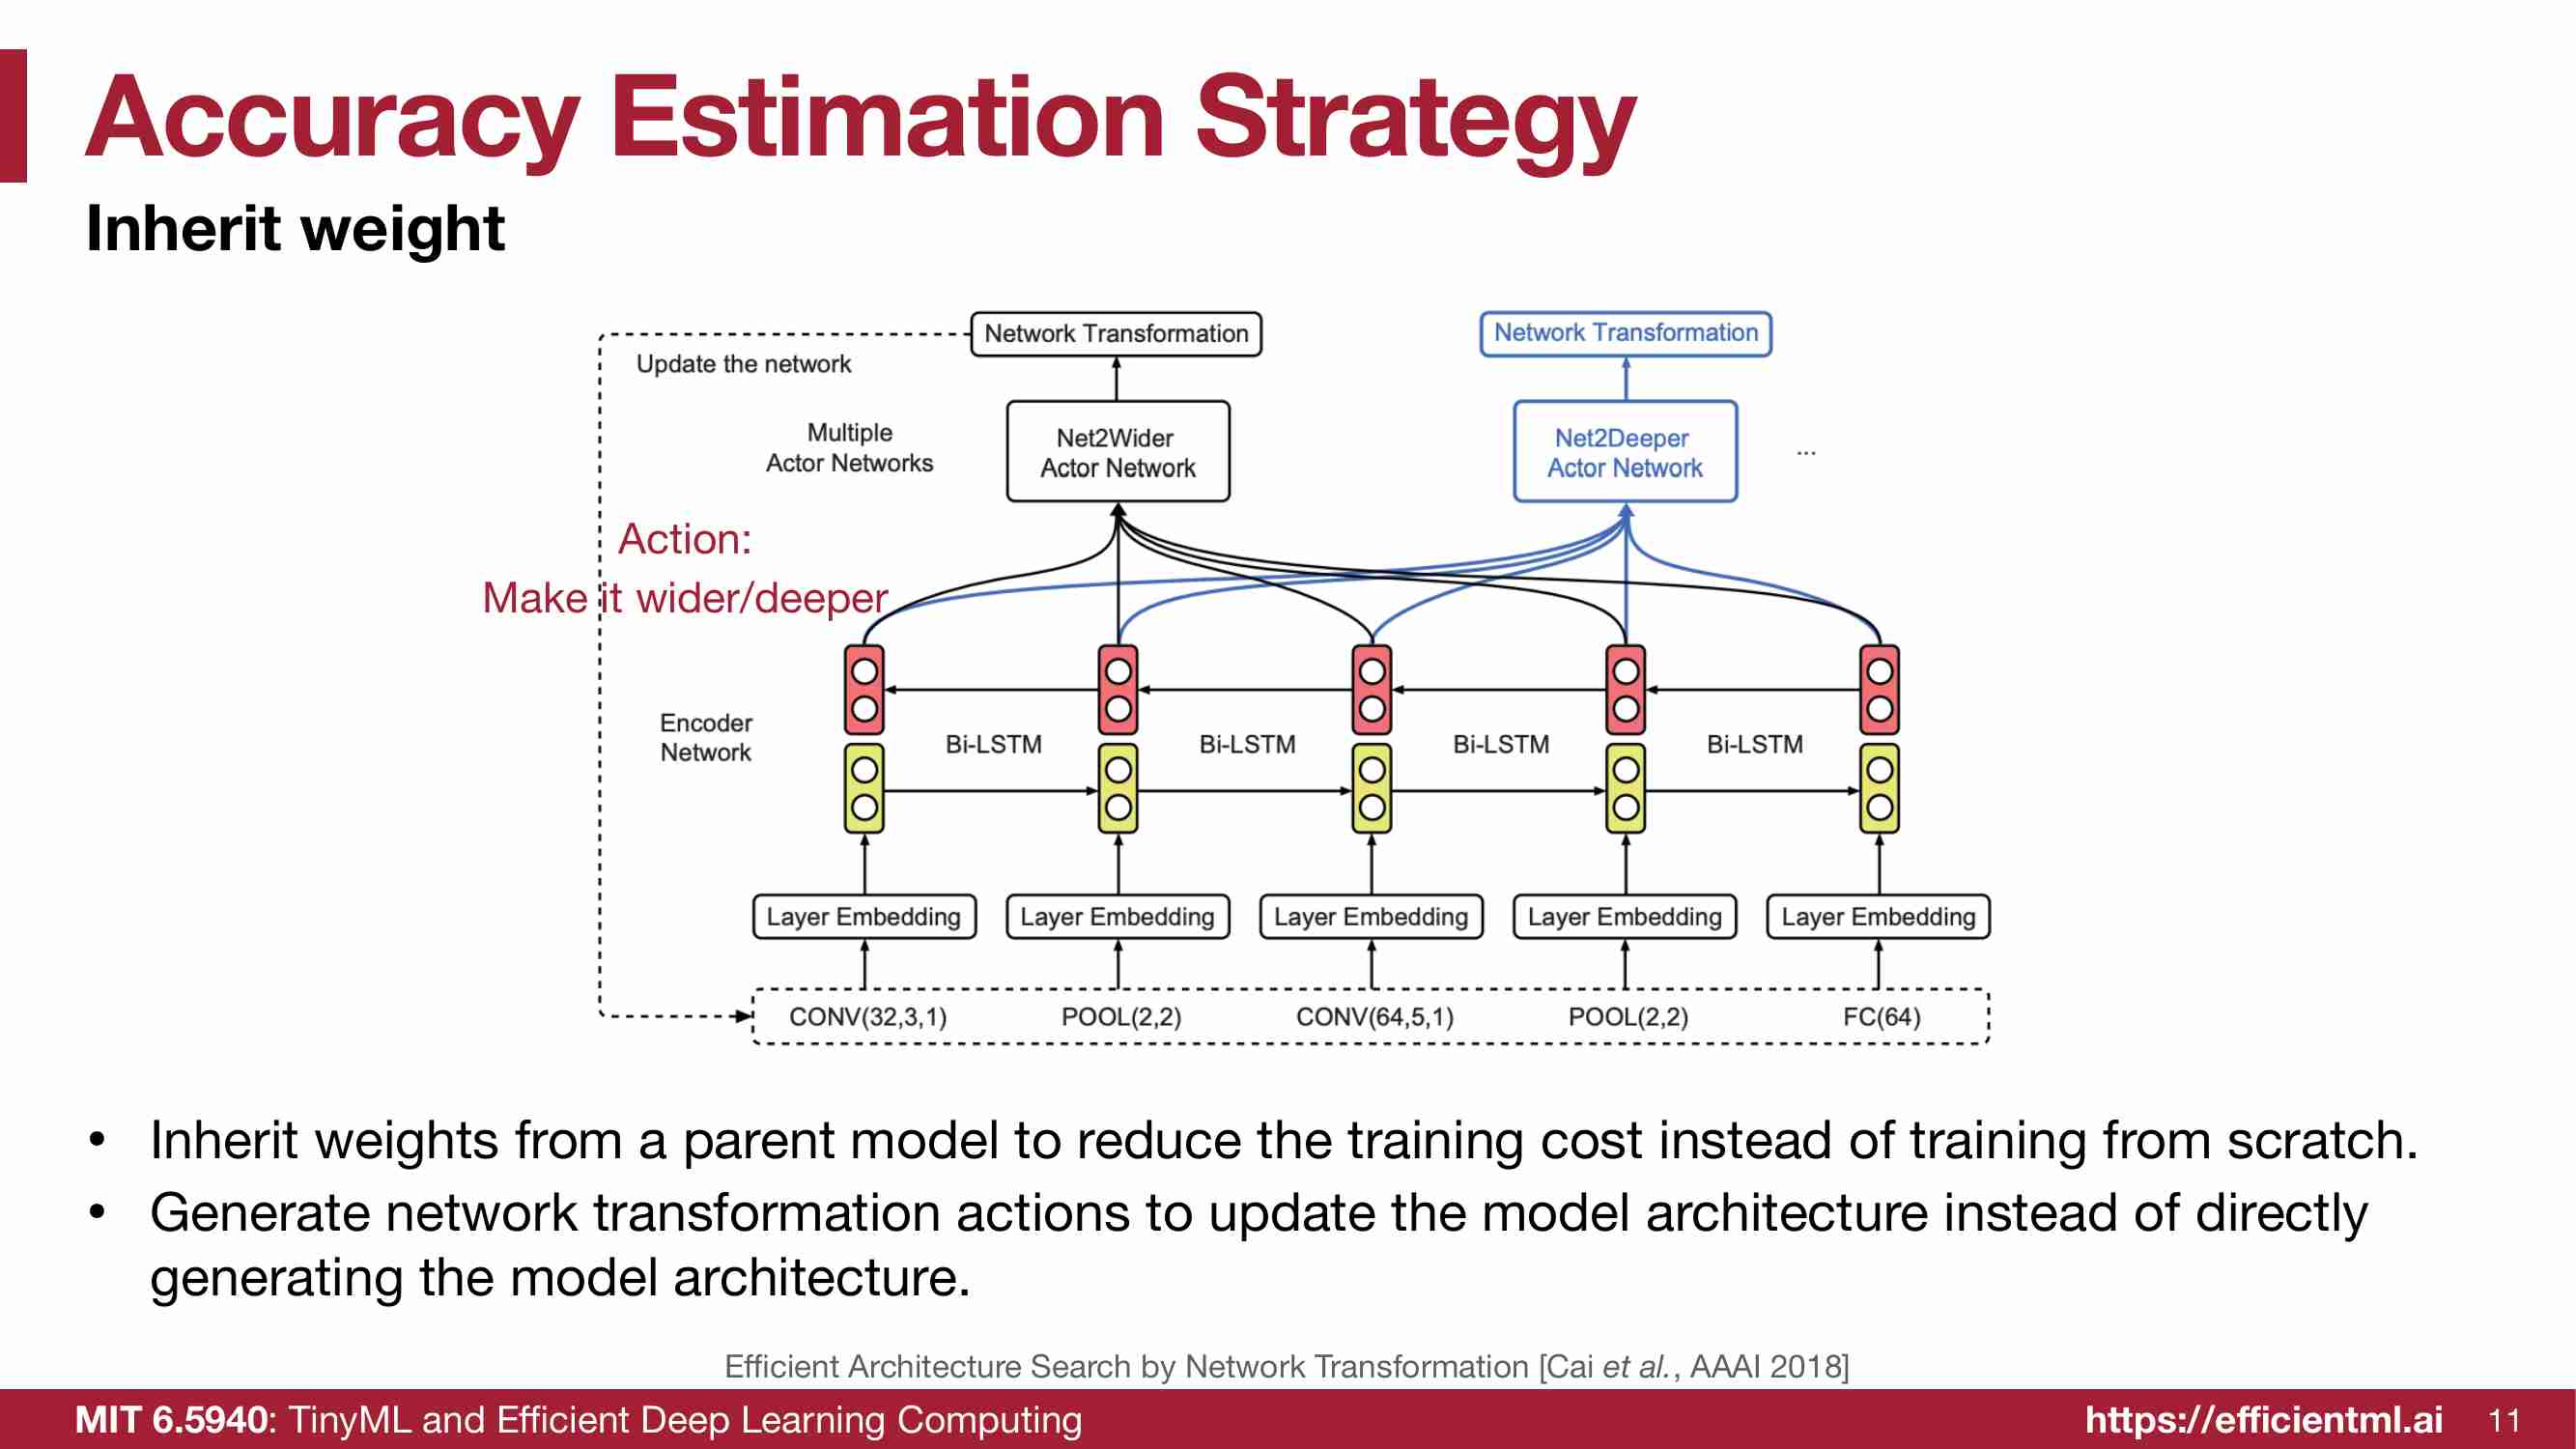 Accuracy Estimation Strategy
Inherit weight
Network Transformation
Network Transformation
Update the network
Multiple
Actor Networks
Net2Wider
Actor Network
Net2Deeper
Actor Network
...
Action:
Make it wider/deeper
Encoder
Network
Bi-LSTM
Bi-LSTM
Bi-LSTM
Bi-LSTM
Layer Embedding
Layer Embedding
Layer Embedding
Layer Embedding
Layer Embedding
CONV(32,3,1)
POOL(2,2)
CONV(64,5,1)
POOL(2,2)
FC(64)
• Inherit weights from a parent model to reduce the training cost instead of training from scratch.
• Generate network transformation actions to update the model architecture instead of directly
generating the model architecture.
Efficient Architecture Search by Network Transformation [Cai et al., AAAI 2018]
MIT 6.5940: TinyML and Efficient Deep Learning Computing
https://efficientml.ai
11